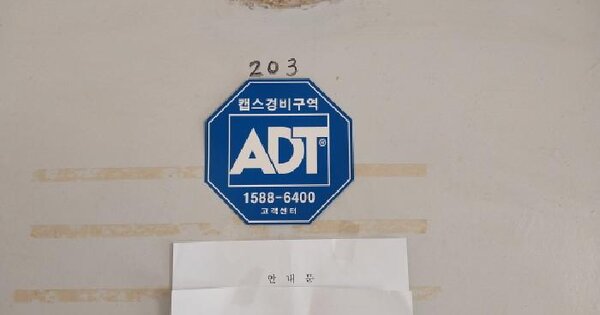 203
캡스경비구역
ADT®
1588-6400
고객센터
안 내 문